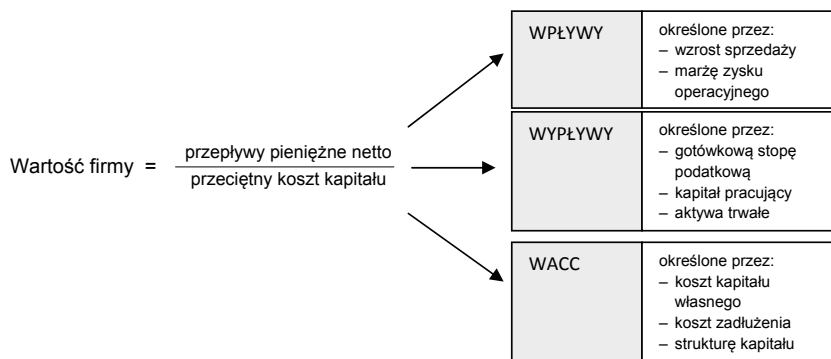 Wartość firmy =
przepływy pieniężne netto
przeciętny koszt kapitału
WPŁYWY
określone przez:
– wzrost sprzedaży
– marżę zysku
operacyjnego
WYPŁYWY
określone przez:
– gotówkową stopę
podatkową
– kapitał pracujący
– aktywa trwałe
WACC
określone przez:
– koszt kapitału
własnego
– koszt zadłużenia
– strukturę kapitału